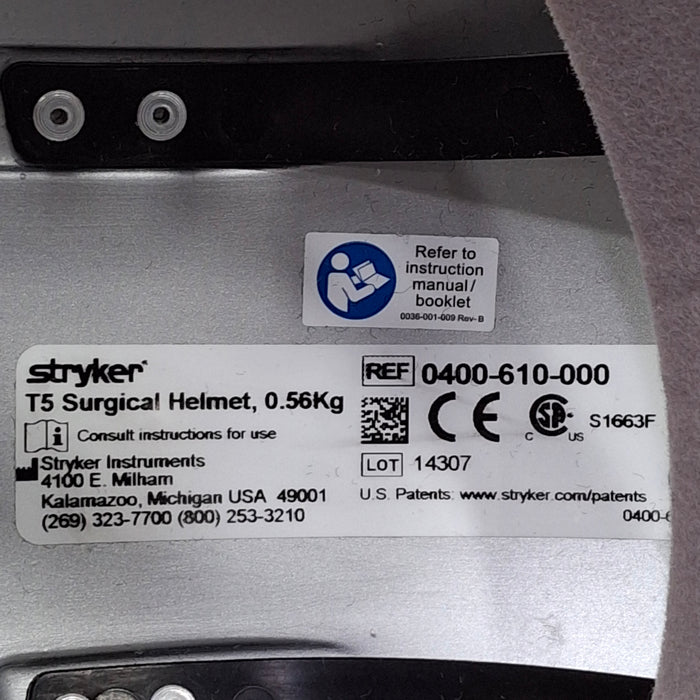 Refer to
instruction
manual/
booklet
0036-001-009 Rev-B
stryker
T5 Surgical Helmet, 0.56Kg
i Consult instructions for use
Stryker Instruments
4100 E. Milham
Kalamazoo, Michigan USA 49001
(269) 323-7700 (800) 253-3210
REF 0400-610-000
CE C SA US S1663F
LOT 14307
U.S. Patents: www.stryker.com/patents